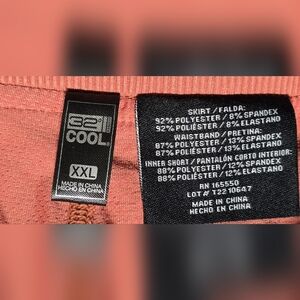 32°
COOL
XXL
MADE IN CHINA
HECHO EN CHINA
SKIRT / FALDA:
92% POLYESTER / 8% SPANDEX
92% POLIÉSTER / 8% ELASTANO
WAISTBAND / PRETINA:
87% POLYESTER / 13% SPANDEX
87% POLIÉSTER / 13% ELASTANO
INNER SHORT / PANTALÓN CORTO INTERIOR:
88% POLYESTER / 12% SPANDEX
88% POLIÉSTER / 12% ELASTANO
RN 165550
LOT # T2210647
MADE IN CHINA
HECHO EN CHINA